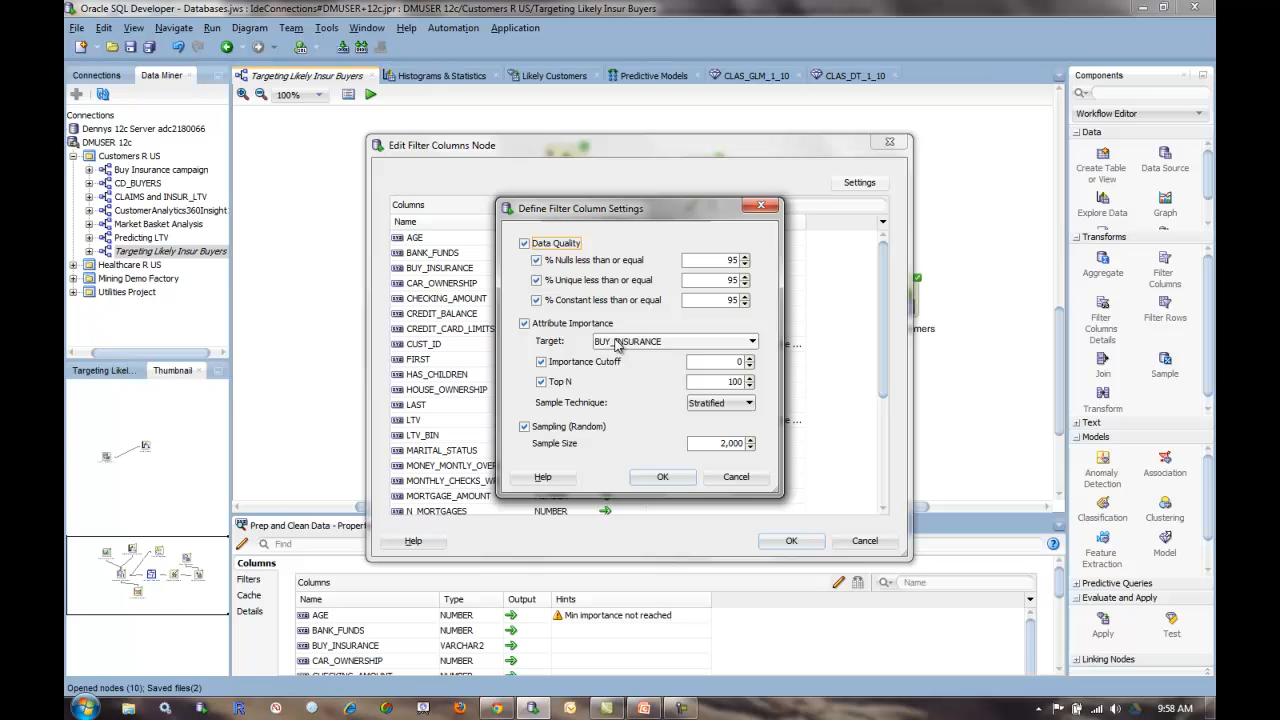 Oracle SQL Developer - Databases.jws : IdeConnections#DMUSER+12c.jpr : DMUSER 12c/Customers R US/Targeting Likely Insur Buyers
File Edit View Navigate Run Diagram Team Tools Window Help Automation Application
Connections Data Miner
Targeting Likely Insur Buyers Histograms & Statistics Likely Customers Predictive Models CLAS_GLM_1_10 CLAS_DT_1_10
100%
Connections
Dennys 12c Server adc2180066
DMUSER 12c
Customers R US
Buy Insurance campaign
CD_BUYERS
CLAIMS and INSUR_LTV
CustomerAnalytics360Insight
Market Basket Analysis
Predicting LTV
Targeting Likely Insur Buyers
Healthcare R US
Mining Demo Factory
Utilities Project
Targeting Likel... Thumbnail
Edit Filter Columns Node
Settings
Columns
Name
AGE
BANK_FUNDS
BUY_INSURANCE
CAR_OWNERSHIP
CHECKING_AMOUNT
CREDIT_BALANCE
CREDIT_CARD_LIMITS
CUST_ID
FIRST
HAS_CHILDREN
HOUSE_OWNERSHIP
LAST
LTV
LTV_BIN
MARITAL_STATUS
MONEY_MONTLY_OVE
MONTHLY_CHECKS_W
MORTGAGE_AMOUNT
N_MORTGAGES NUMBER
Help OK Cancel
Define Filter Column Settings
Data Quality
% Nulls less than or equal 95
% Unique less than or equal 95
% Constant less than or equal 95
Attribute Importance
Target: BUY_INSURANCE
Importance Cutoff 0
Top N 100
Sample Technique: Stratified
Sampling (Random)
Sample Size 2,000
Help OK Cancel
omers
Prep and Clean Data - Propert
Find
Columns
Filters
Cache
Details
Columns Name
Name Type Output Hints
AGE NUMBER Min importance not reached
BANK_FUNDS NUMBER
BUY_INSURANCE VARCHAR2
CAR_OWNERSHIP NUMBER
Components
Workflow Editor
Data
Create Table or View
Data Source
Explore Data
Graph
Transforms
Aggregate
Filter Columns
Filter Columns Details
Filter Rows
Join
Sample
Transform
Text
Models
Anomaly Detection
Association
Classification
Clustering
Feature Extraction
Model
Predictive Queries
Evaluate and Apply
Apply
Test
Linking Nodes
Opened nodes (10); Saved files(2)
9:58 AM